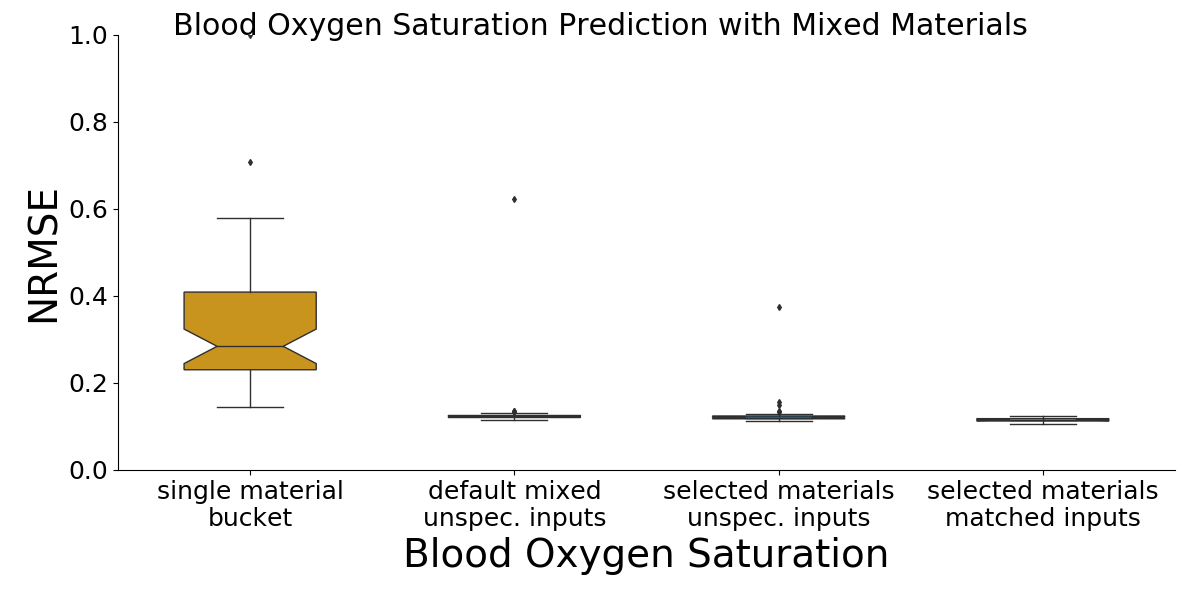 Blood Oxygen Saturation Prediction with Mixed Materials
1.0
0.8
0.6
0.4
0.2
0.0
NRMSE
single material
bucket
default mixed
unspec. inputs
selected materials
unspec. inputs
selected materials
matched inputs
Blood Oxygen Saturation